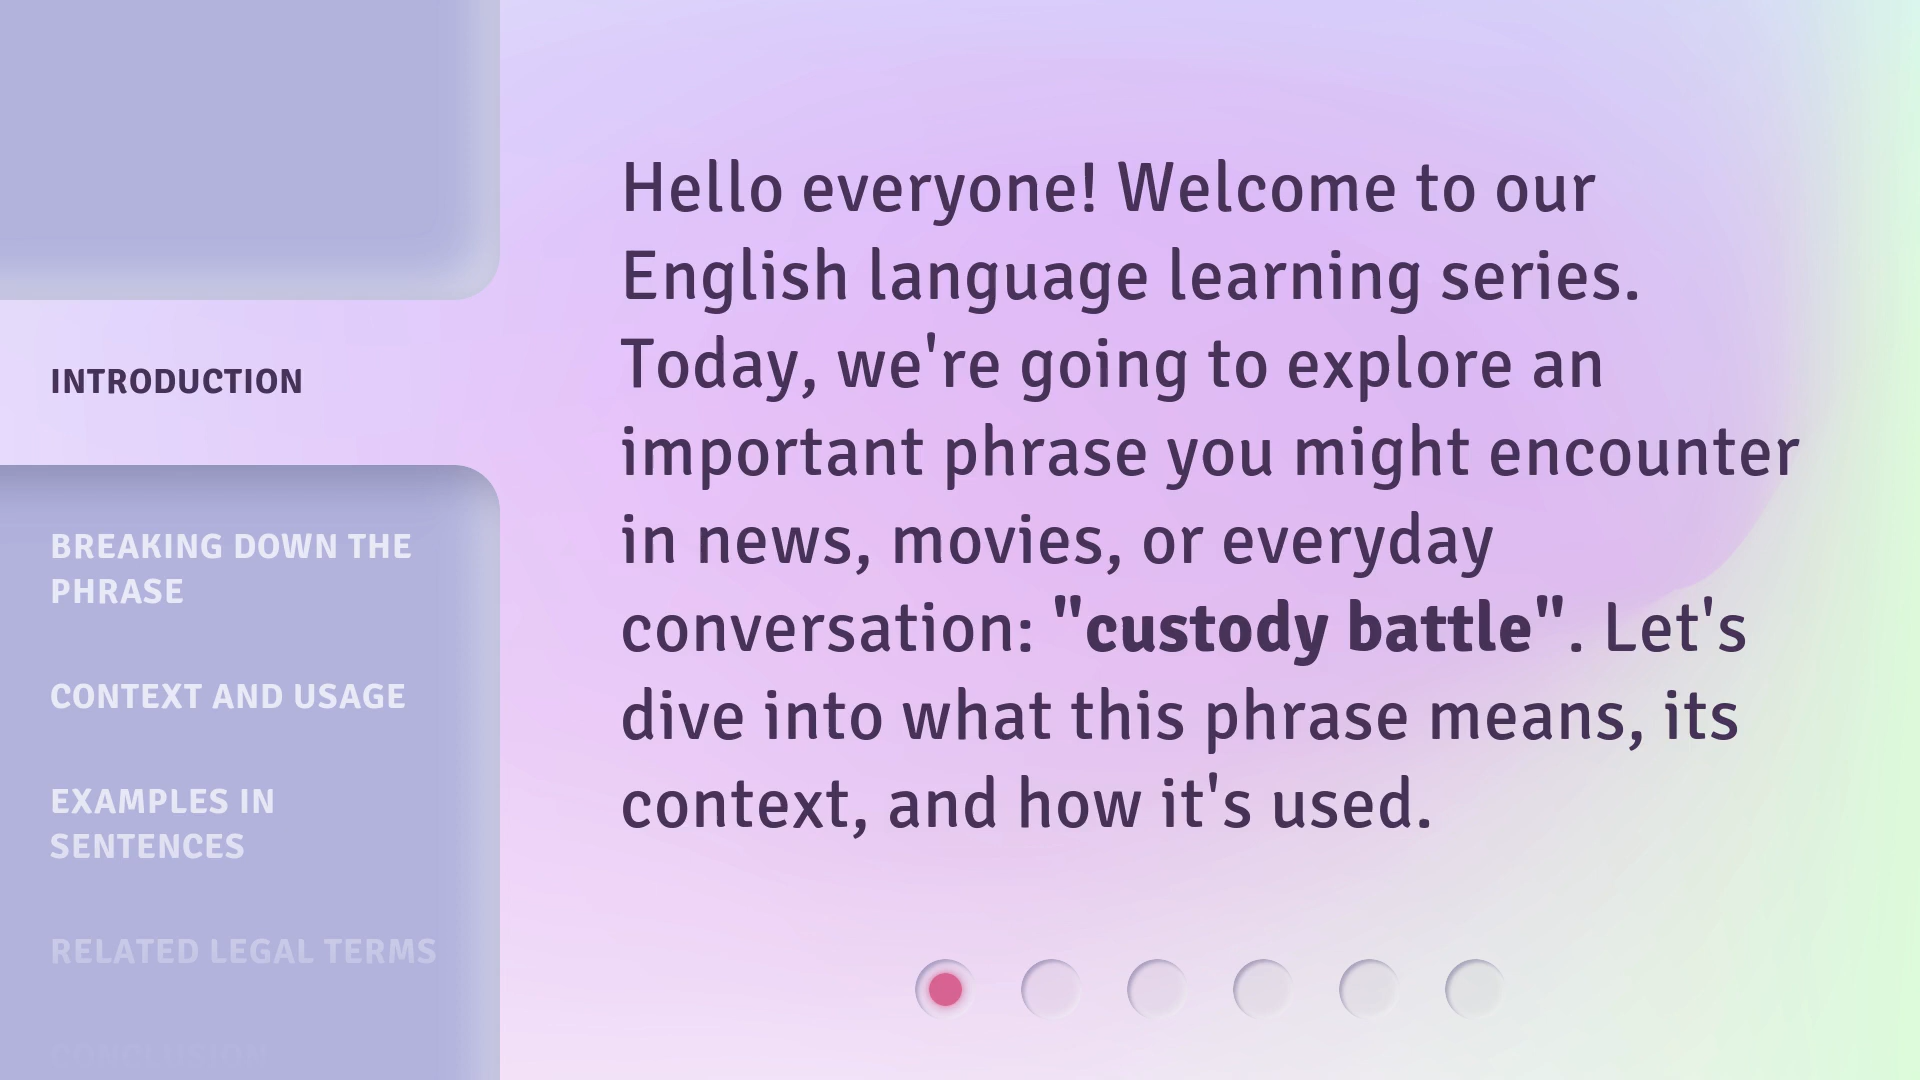 INTRODUCTION
BREAKING DOWN THE
PHRASE
CONTEXT AND USAGE
EXAMPLES IN
SENTENCES
RELATED LEGAL TERMS
CONCLUSION
Hello everyone! Welcome to our
English language learning series.
Today, we're going to explore an
important phrase you might encounter
in news, movies, or everyday
conversation: "custody battle". Let's
dive into what this phrase means, its
context, and how it's used.